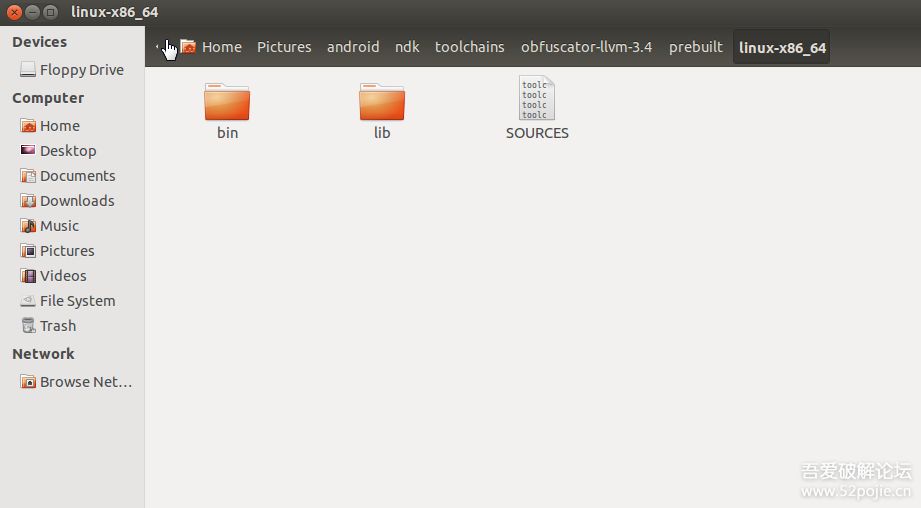 linux-x86_64
Devices
Floppy Drive
Computer
Home
Desktop
Documents
Downloads
Music
Pictures
Videos
File System
Trash
Network
Browse Net…
Home Pictures android ndk toolchains obfuscator-llvm-3.4 prebuilt linux-x86_64
toolc
toolc
toolc
toolc
bin lib SOURCES
吾爱破解论坛
www.52pojie.cn